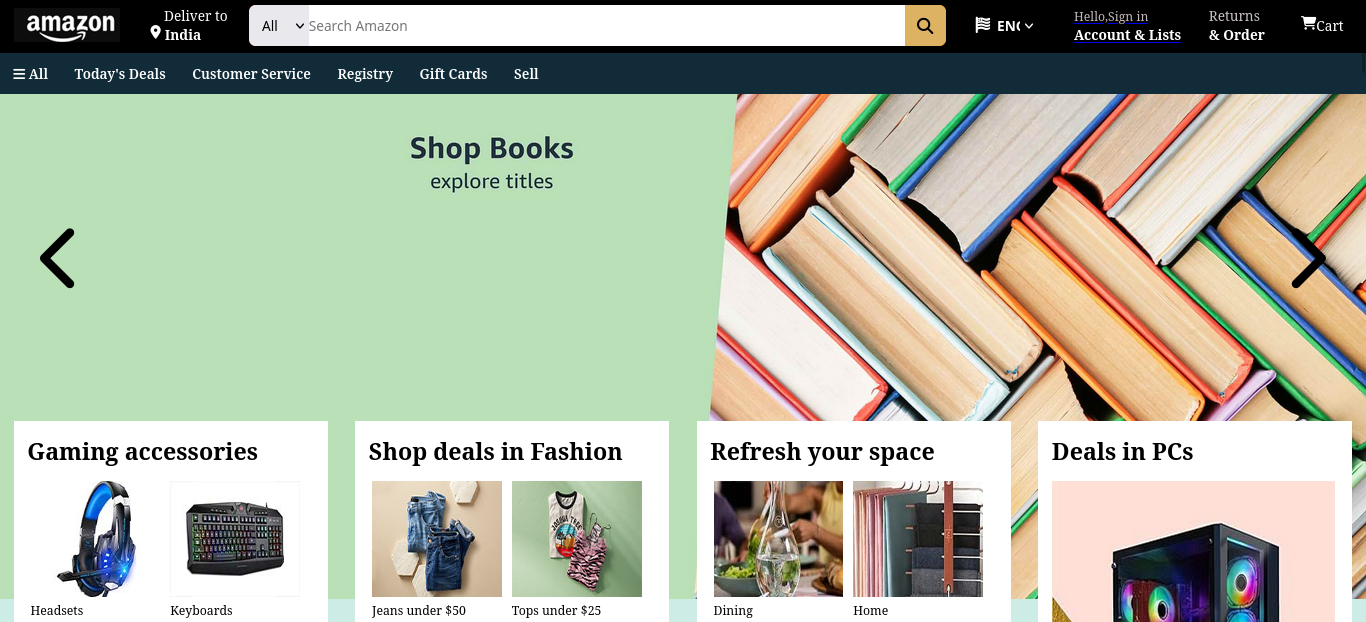 amazon
Deliver to
India
All
Search Amazon
ENG
Hello,Sign in
Account & Lists
Returns
& Order
Cart
All
Today's Deals
Customer Service
Registry
Gift Cards
Sell
Shop Books
explore titles
Gaming accessories
Shop deals in Fashion
Refresh your space
Deals in PCs
Headsets
Keyboards
Jeans under $50
Tops under $25
Dining
Home